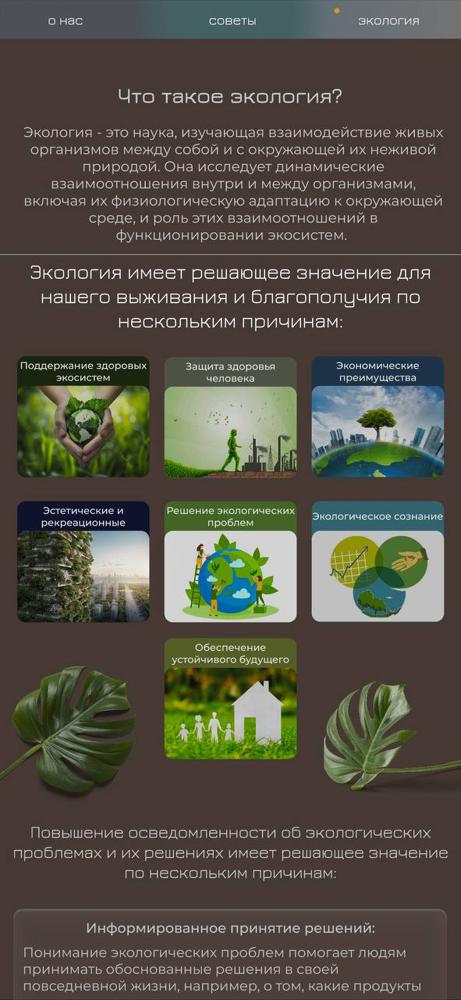 о нас
советы
экология
Что такое экология?
Экология - это наука, изучающая взаимодействие живых
организмов между собой и с окружающей их неживой
природой. Она исследует динамические
взаимоотношения внутри и между организмами,
включая их физиологическую адаптацию к окружающей
среде, и роль этих взаимоотношений в
функционировании экосистем.
Экология имеет решающее значение для
нашего выживания и благополучия по
нескольким причинам:
Поддержание здоровых
экосистем
Защита здоровья
человека
Экономические
преимущества
Эстетические и
рекреационные
Решение экологических
проблем
Экологическое сознание
Обеспечение
устойчивого будущего
Повышение осведомленности об экологических
проблемах и их решениях имеет решающее значение
по нескольким причинам:
Информированное принятие решений:
Понимание экологических проблем помогает людям
принимать обоснованные решения в своей
повседневной жизни, например, о том, какие продукты